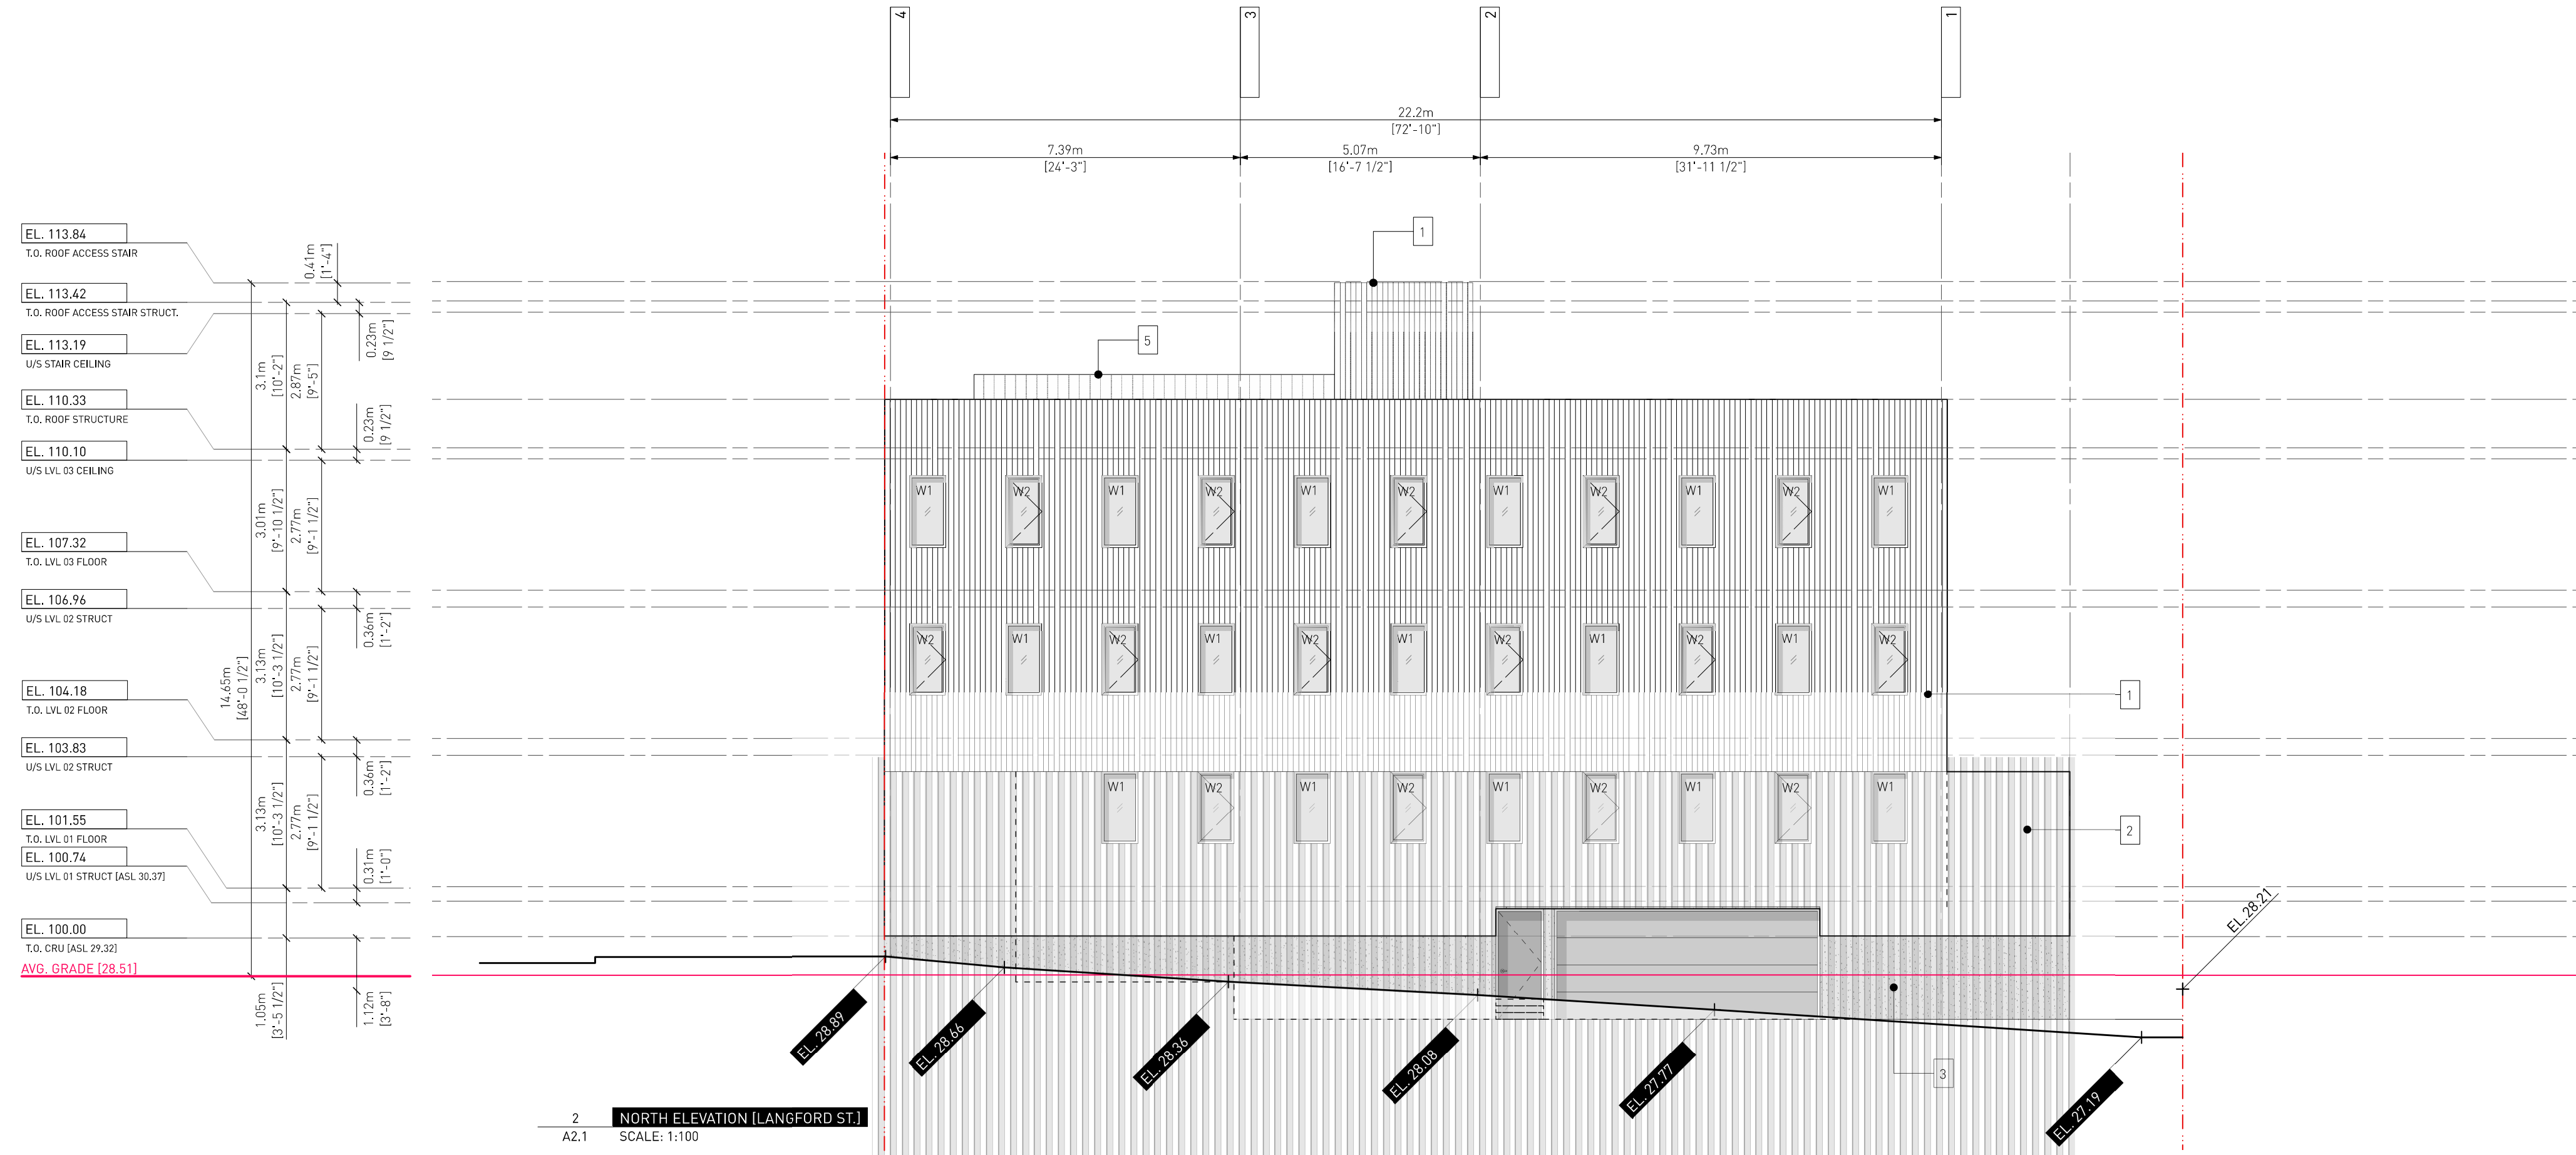 4
3
2
1
22.2m
[72'-10"]
7.39m
[24'-3"]
5.07m
[16'-7 1/2"]
9.73m
[31'-11 1/2"]
EL. 113.84
T.O. ROOF ACCESS STAIR
EL. 113.42
T.O. ROOF ACCESS STAIR STRUCT.
EL. 113.19
U/S STAIR CEILING
EL. 110.33
T.O. ROOF STRUCTURE
EL. 110.10
U/S LVL 03 CEILING
EL. 107.32
T.O. LVL 03 FLOOR
EL. 106.96
U/S LVL 02 STRUCT
EL. 104.18
T.O. LVL 02 FLOOR
EL. 103.83
U/S LVL 02 STRUCT
EL. 101.55
T.O. LVL 01 FLOOR
EL. 100.74
U/S LVL 01 STRUCT [ASL 30.37]
EL. 100.00
T.O. CRU [ASL 29.32]
AVG. GRADE [28.51]
14.65m
[48'-0 1/2"]
3.1m
[10'-2"]
3.01m
[9'-10 1/2"]
3.13m
[10'-3 1/2"]
3.13m
[10'-3 1/2"]
1.05m
[3'-5 1/2"]
2.87m
[9'-5"]
2.77m
[9'-1 1/2"]
2.77m
[9'-1 1/2"]
2.77m
[9'-1 1/2"]
0.41m
[1'-4"]
0.23m
[9 1/2"]
0.23m
[9 1/2"]
0.36m
[1'-2"]
0.36m
[1'-2"]
0.31m
[1'-0"]
1.12m
[3'-8"]
1
5
W1 W2 W1 W2 W1 W2 W1 W2 W1 W2 W1
W2 W1 W2 W1 W2 W1 W2 W1 W2 W1 W2
1
W1 W2 W1 W2 W1 W2 W1 W2 W1
2
3
EL. 28.89
EL. 28.66
EL. 28.36
EL. 28.08
EL. 27.77
EL. 27.19
EL.28.21
2 NORTH ELEVATION [LANGFORD ST.]
A2.1 SCALE: 1:100